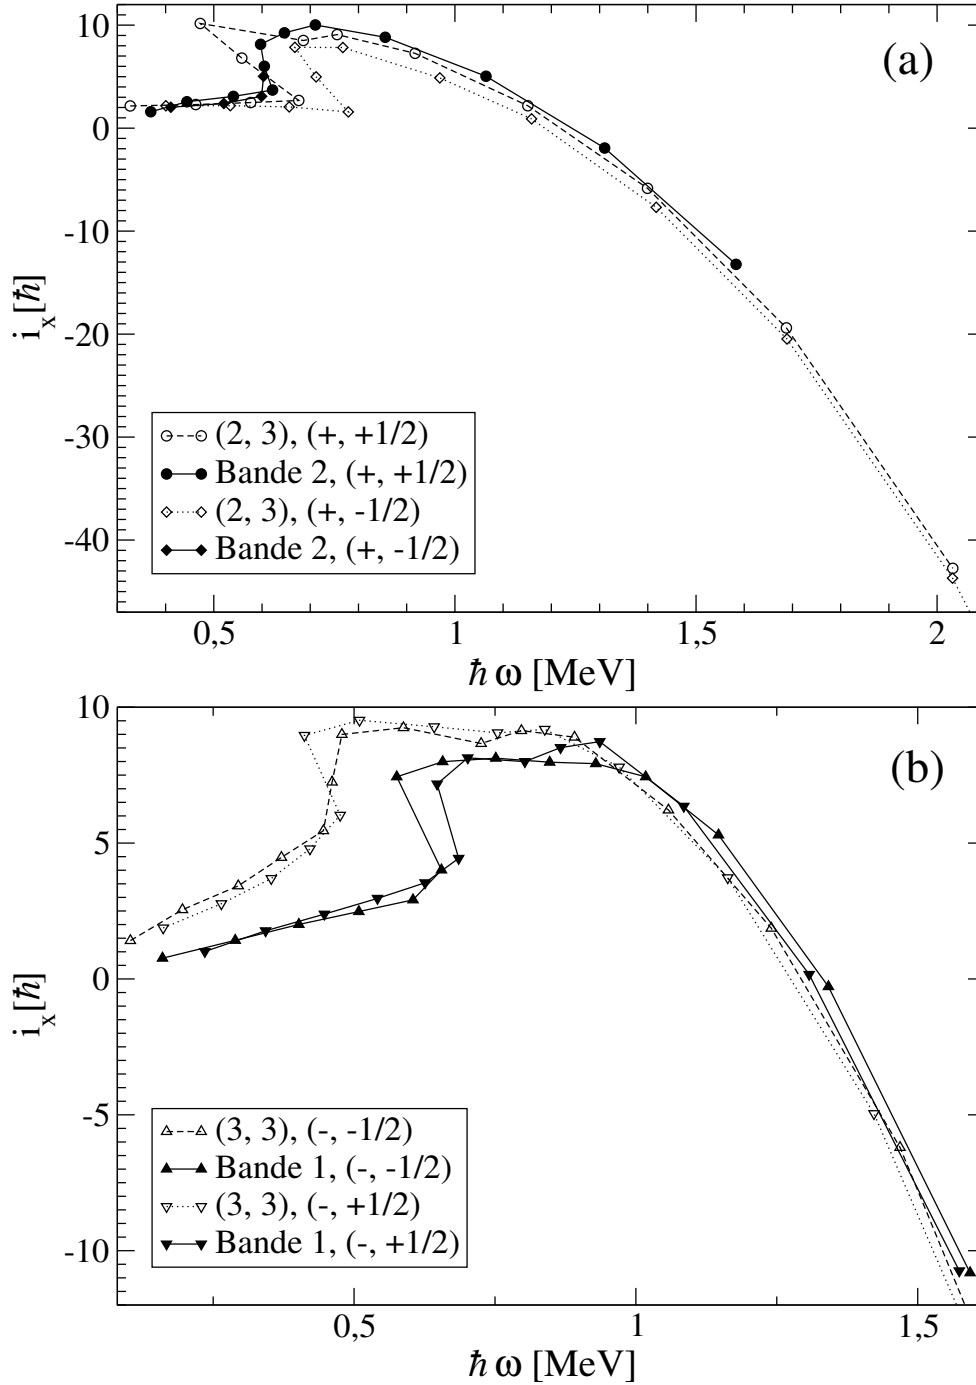 (a)
10
0
-10
-20
-30
-40
i_x[ħ]
(2, 3), (+, +1/2)
Bande 2, (+, +1/2)
(2, 3), (+, -1/2)
Bande 2, (+, -1/2)
0,5 1 1,5 2
ħ ω [MeV]
(b)
10
5
0
-5
-10
i_x[ħ]
(3, 3), (-, -1/2)
Bande 1, (-, -1/2)
(3, 3), (-, +1/2)
Bande 1, (-, +1/2)
0,5 1 1,5
ħ ω [MeV]